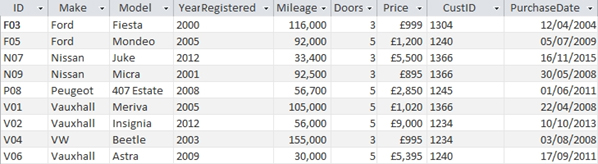 ID Make Model YearRegistered Mileage Doors Price CustID PurchaseDate
F03 Ford Fiesta 2000 116,000 3 £999 1304 12/04/2004
F05 Ford Mondeo 2005 92,000 5 £1,200 1240 05/07/2009
N07 Nissan Juke 2012 33,400 3 £5,500 1366 16/11/2015
N09 Nissan Micra 2001 92,500 3 £895 1366 30/05/2008
P08 Peugeot 407 Estate 2008 56,700 5 £2,850 1245 01/06/2011
V01 Vauxhall Meriva 2005 105,000 5 £1,020 1366 22/04/2008
V02 Vauxhall Insignia 2012 56,000 5 £9,000 1234 10/10/2013
V04 VW Beetle 2003 155,000 3 £995 1234 03/08/2008
V06 Vauxhall Astra 2009 30,000 5 £5,395 1240 17/09/2011